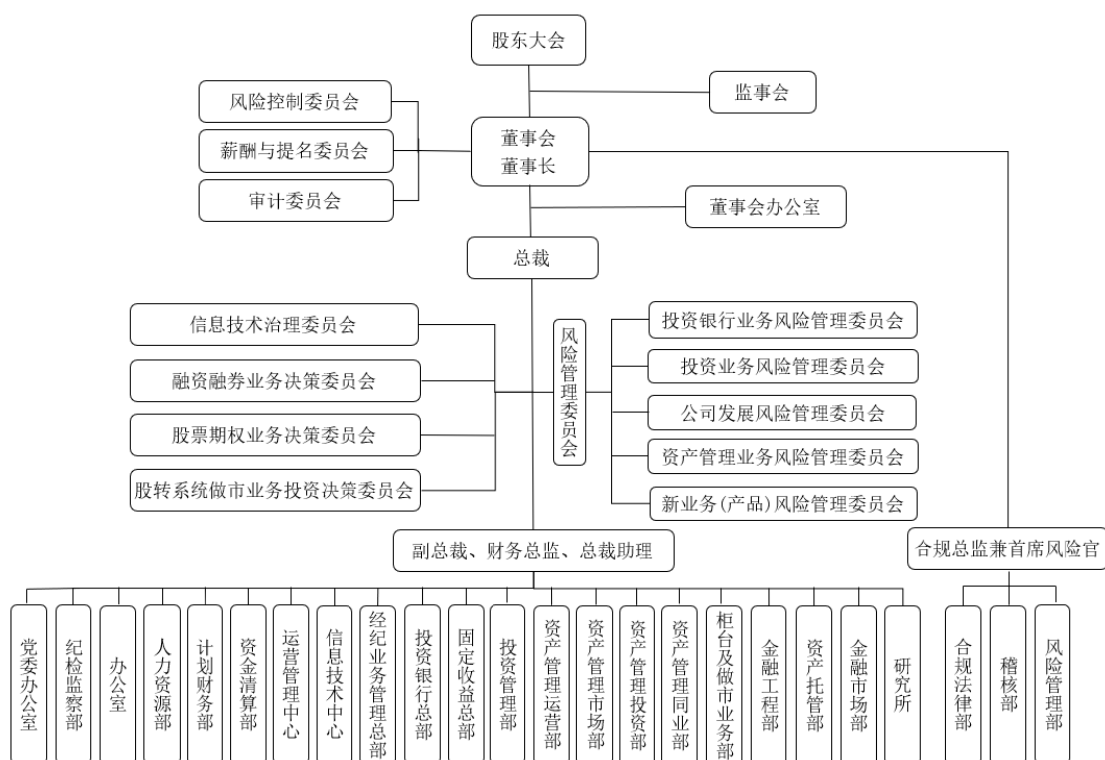 股东大会
监事会
风险控制委员会
薪酬与提名委员会
审计委员会
董事会
董事长
董事会办公室
总裁
信息技术治理委员会
融资融券业务决策委员会
股票期权业务决策委员会
股转系统做市业务投资决策委员会
风险管理委员会
投资银行业务风险管理委员会
投资业务风险管理委员会
公司发展风险管理委员会
资产管理业务风险管理委员会
新业务(产品)风险管理委员会
副总裁、财务总监、总裁助理
合规总监兼首席风险官
党委办公室
纪检监察部
办公室
人力资源部
计划财务部
资金清算部
运营管理中心
信息技术中心
经纪业务管理总部
投资银行总部
固定收益总部
投资管理部
资产管理运营部
资产管理市场部
资产管理投资部
资产管理同业部
柜台及做市业务部
金融工程部
资产托管部
金融市场部
研究所
合规法律部
稽核部
风险管理部